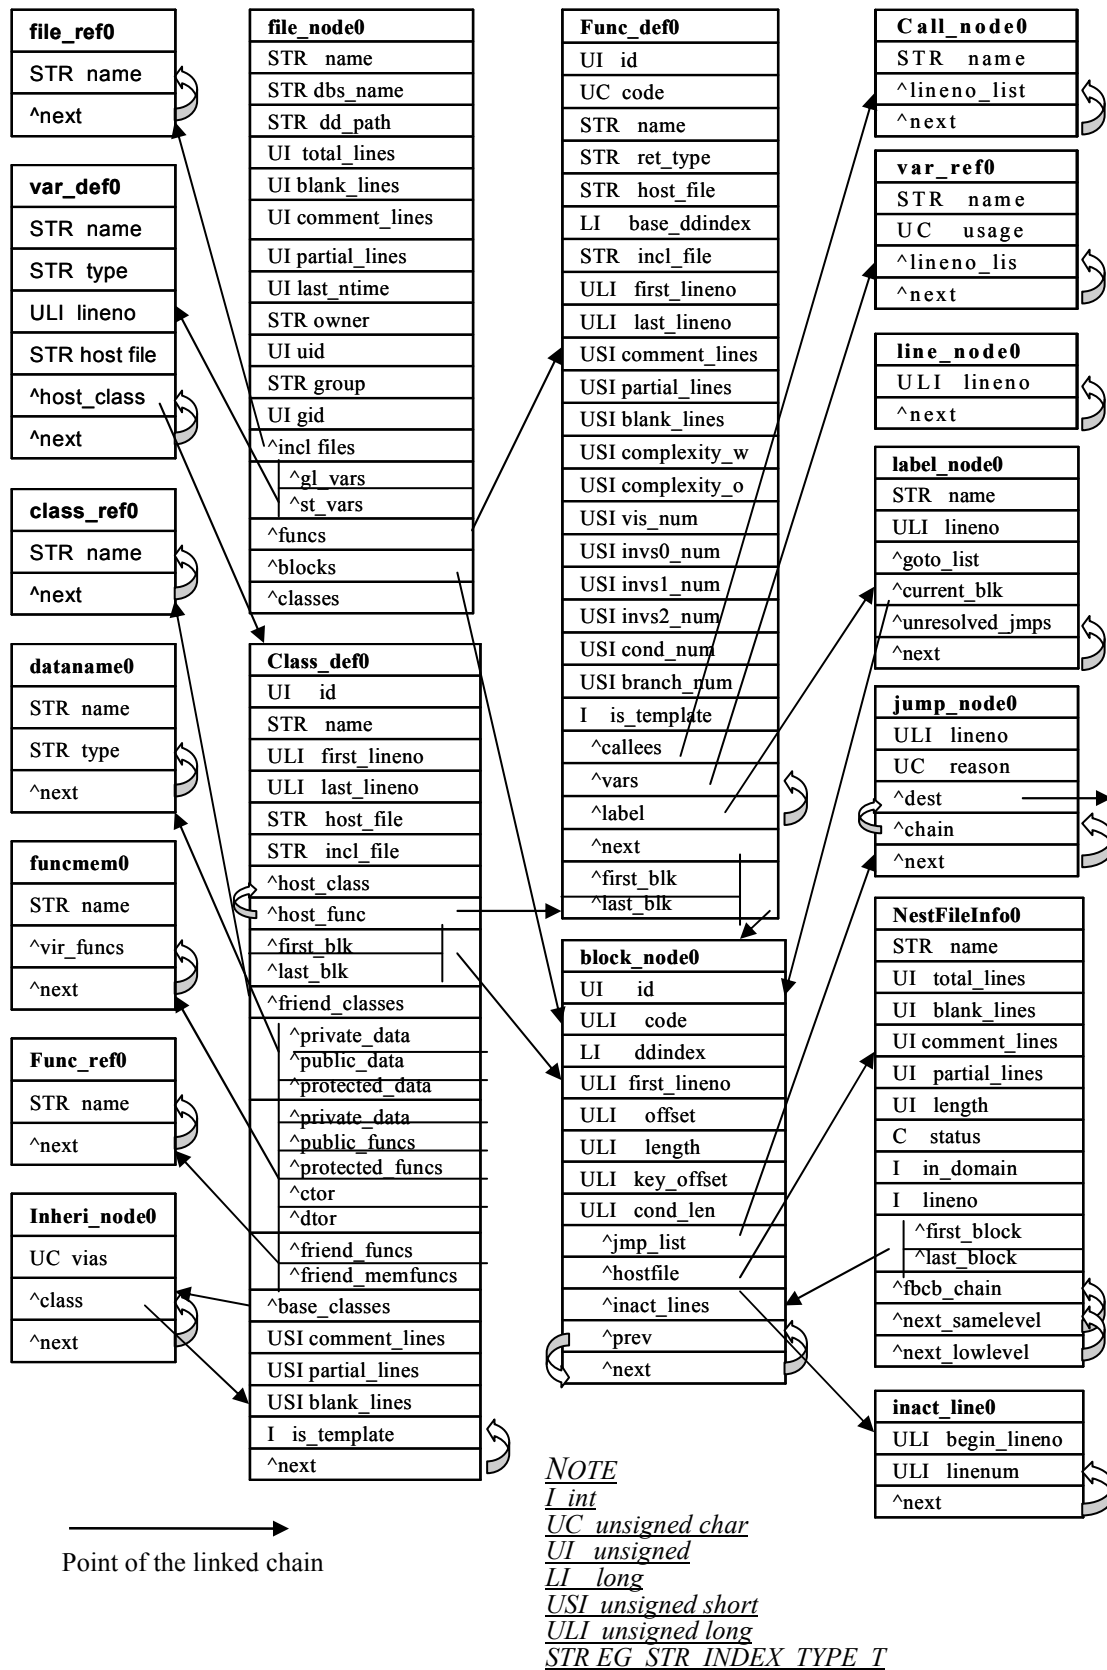 file_ref0
STR name
^next
var_def0
STR name
STR type
ULI lineno
STR host file
^host_class
^next
class_ref0
STR name
^next
dataname0
STR name
STR type
^next
funcmem0
STR name
^vir_funcs
^next
Func_ref0
STR name
^next
Inheri_node0
UC vias
^class
^next
file_node0
STR name
STR dbs_name
STR dd_path
UI total_lines
UI blank_lines
UI comment_lines
UI partial_lines
UI last_ntime
STR owner
UI uid
STR group
UI gid
^incl files
^gl_vars
^st_vars
^funcs
^blocks
^classes
Class_def0
UI id
STR name
ULI first_lineno
ULI last_lineno
STR host_file
STR incl_file
^host_class
^host_func
^first_blk
^last_blk
^friend_classes
^private_data
^public_data
^protected_data
^private_data
^public_funcs
^protected_funcs
^ctor
^dtor
^friend_funcs
^friend_memfuncs
^base_classes
USI comment_lines
USI partial_lines
USI blank_lines
I is_template
^next
Func_def0
UI id
UC code
STR name
STR ret_type
STR host_file
LI base_ddindex
STR incl_file
ULI first_lineno
ULI last_lineno
USI comment_lines
USI partial_lines
USI blank_lines
USI complexity_w
USI complexity_o
USI vis_num
USI invs0_num
USI invs1_num
USI invs2_num
USI cond_num
USI branch_num
I is_template
^callees
^vars
^label
^next
^first_blk
^last_blk
block_node0
UI id
ULI code
LI ddindex
ULI first_lineno
ULI offset
ULI length
ULI key_offset
ULI cond_len
^jmp_list
^hostfile
^inact_lines
^prev
^next
Call_node0
STR name
^lineno_list
^next
var_ref0
STR name
UC usage
^lineno_lis
^next
line_node0
ULI lineno
^next
label_node0
STR name
ULI lineno
^goto_list
^current_blk
^unresolved_jmps
^next
jump_node0
ULI lineno
UC reason
^dest
^chain
^next
NestFileInfo0
STR name
UI total_lines
UI blank_lines
UI comment_lines
UI partial_lines
UI length
C status
I in_domain
I lineno
^first_block
^last_block
^fbcb_chain
^next_samelevel
^next_lowlevel
inact_line0
ULI begin_lineno
ULI linenum
^next
Point of the linked chain
NOTE
I int
UC unsigned char
UI unsigned
LI long
USI unsigned short
ULI unsigned long
STR EG_STR_INDEX_TYPE_T